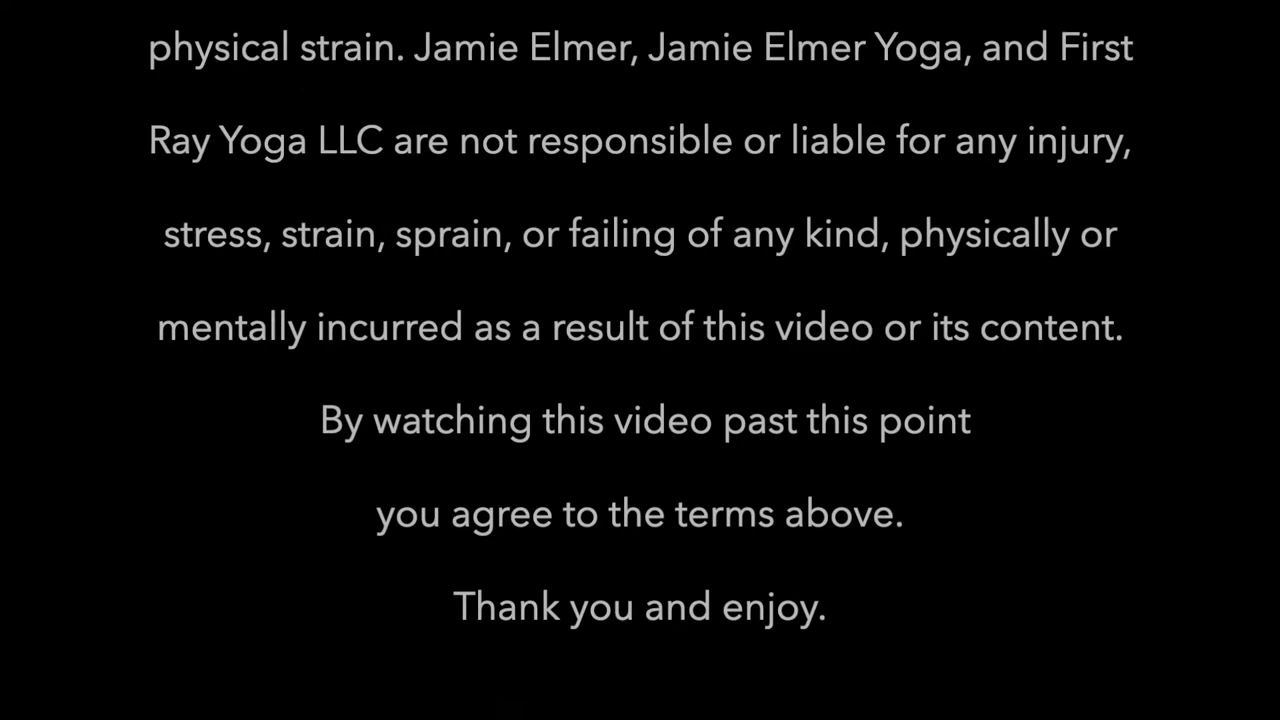 physical strain. Jamie Elmer, Jamie Elmer Yoga, and First
Ray Yoga LLC are not responsible or liable for any injury,
stress, strain, sprain, or failing of any kind, physically or
mentally incurred as a result of this video or its content.
By watching this video past this point
you agree to the terms above.
Thank you and enjoy.